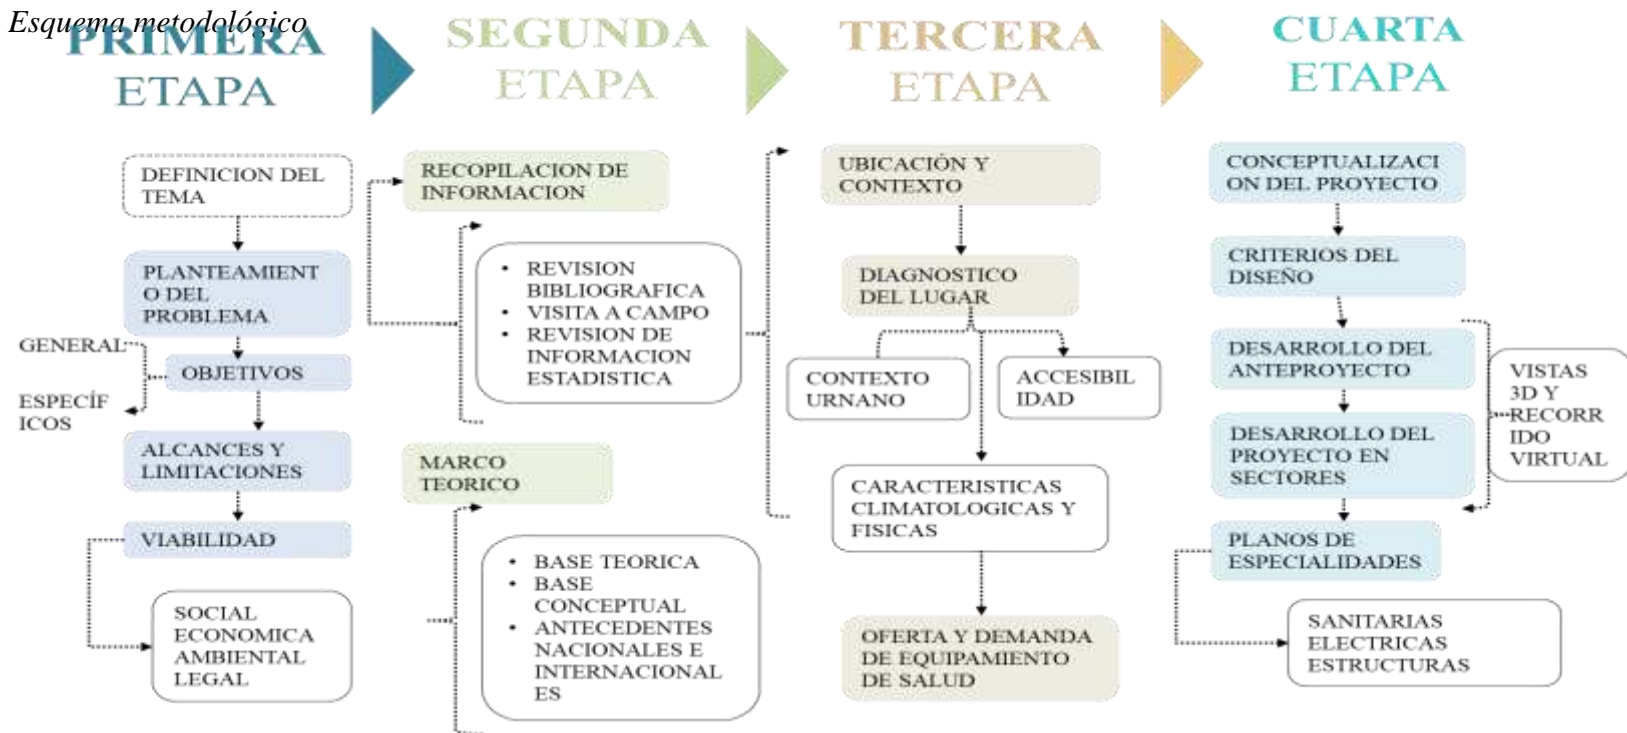 Esquema metodológico
PRIMERA
ETAPA
SEGUNDA
ETAPA
TERCERA
ETAPA
CUARTA
ETAPA
DEFINICION DEL
TEMA
PLANTEAMIENT
O DEL
PROBLEMA
GENERAL
OBJETIVOS
ESPECÍF
ICOS
ALCANCES Y
LIMITACIONES
VIABILIDAD
SOCIAL
ECONOMICA
AMBIENTAL
LEGAL
RECOPILACION DE
INFORMACION
• REVISION
BIBLIOGRAFICA
• VISITA A CAMPO
• REVISION DE
INFORMACION
ESTADISTICA
MARCO
TEORICO
• BASE TEORICA
• BASE
CONCEPTUAL
• ANTECEDENTES
NACIONALES E
INTERNACIONAL
ES
UBICACIÓN Y
CONTEXTO
DIAGNOSTICO
DEL LUGAR
CONTEXTO
URNANO
ACCESIBIL
IDAD
CARACTERISTICAS
CLIMATOLOGICAS Y
FISICAS
OFERTA Y DEMANDA
DE EQUIPAMIENTO
DE SALUD
CONCEPTUALIZACI
ON DEL PROYECTO
CRITERIOS DEL
DISEÑO
DESARROLLO DEL
ANTEPROYECTO
DESARROLLO DEL
PROYECTO EN
SECTORES
VISTAS
3D Y
RECORR
IDO
VIRTUAL
PLANOS DE
ESPECIALIDADES
SANITARIAS
ELECTRICAS
ESTRUCTURAS